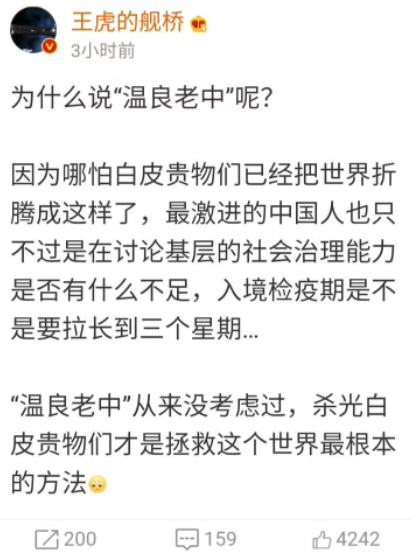 王虎的舰桥
3小时前
为什么说“温良老中”呢？
因为哪怕白皮贵物们已经把世界折
腾成这样了，最激进的中国人也只
不过是在讨论基层的社会治理能力
是否有什么不足，入境检疫期是不
是要拉长到三个星期...
“温良老中”从来没考虑过，杀光白
皮贵物们才是拯救这个世界最根本
的方法🥺
200
159
4242